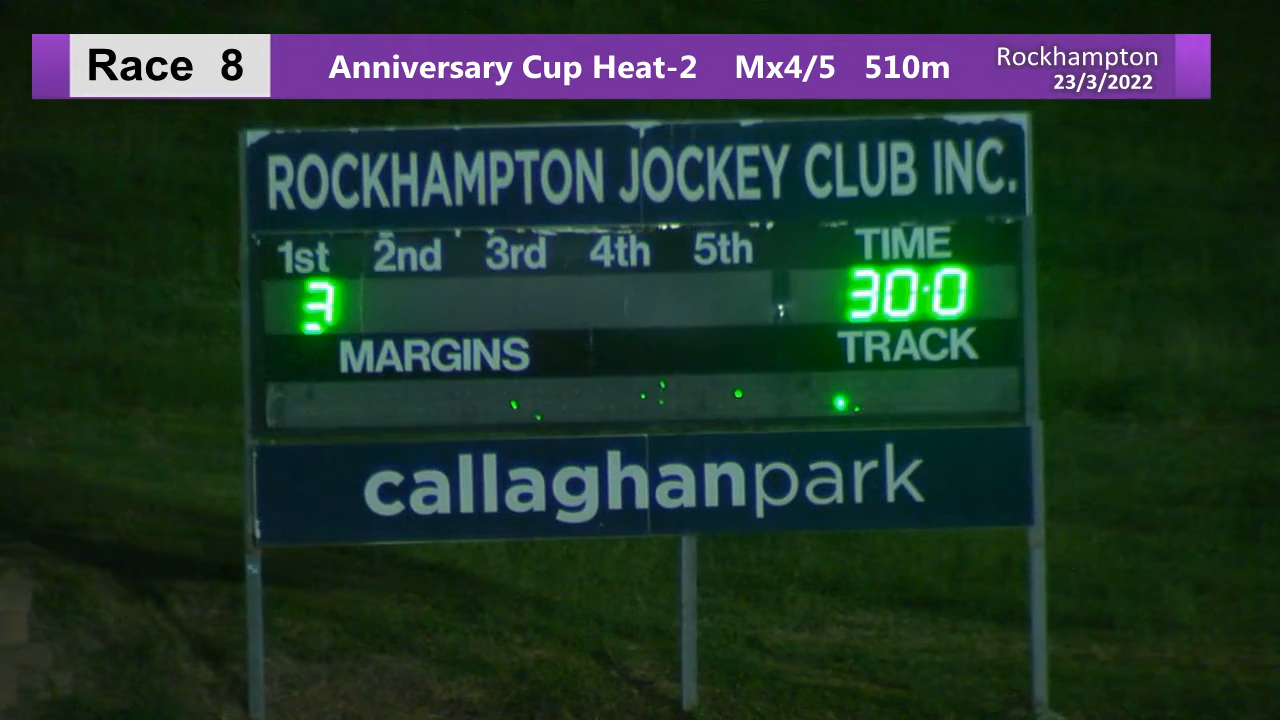 Race 8 Anniversary Cup Heat-2 Mx4/5 510m Rockhampton
23/3/2022
ROCKHAMPTON JOCKEY CLUB INC.
1st 2nd 3rd 4th 5th TIME
3 30.0
MARGINS TRACK
callaghanpark